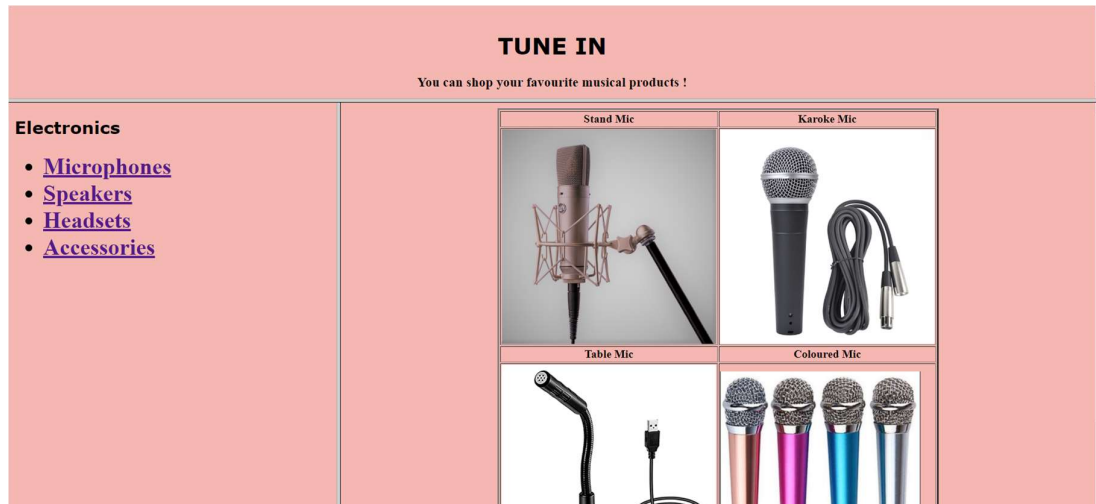 TUNE IN
You can shop your favourite musical products !
Electronics
Microphones
Speakers
Headsets
Accessories
Stand Mic
Karoke Mic
Table Mic
Coloured Mic